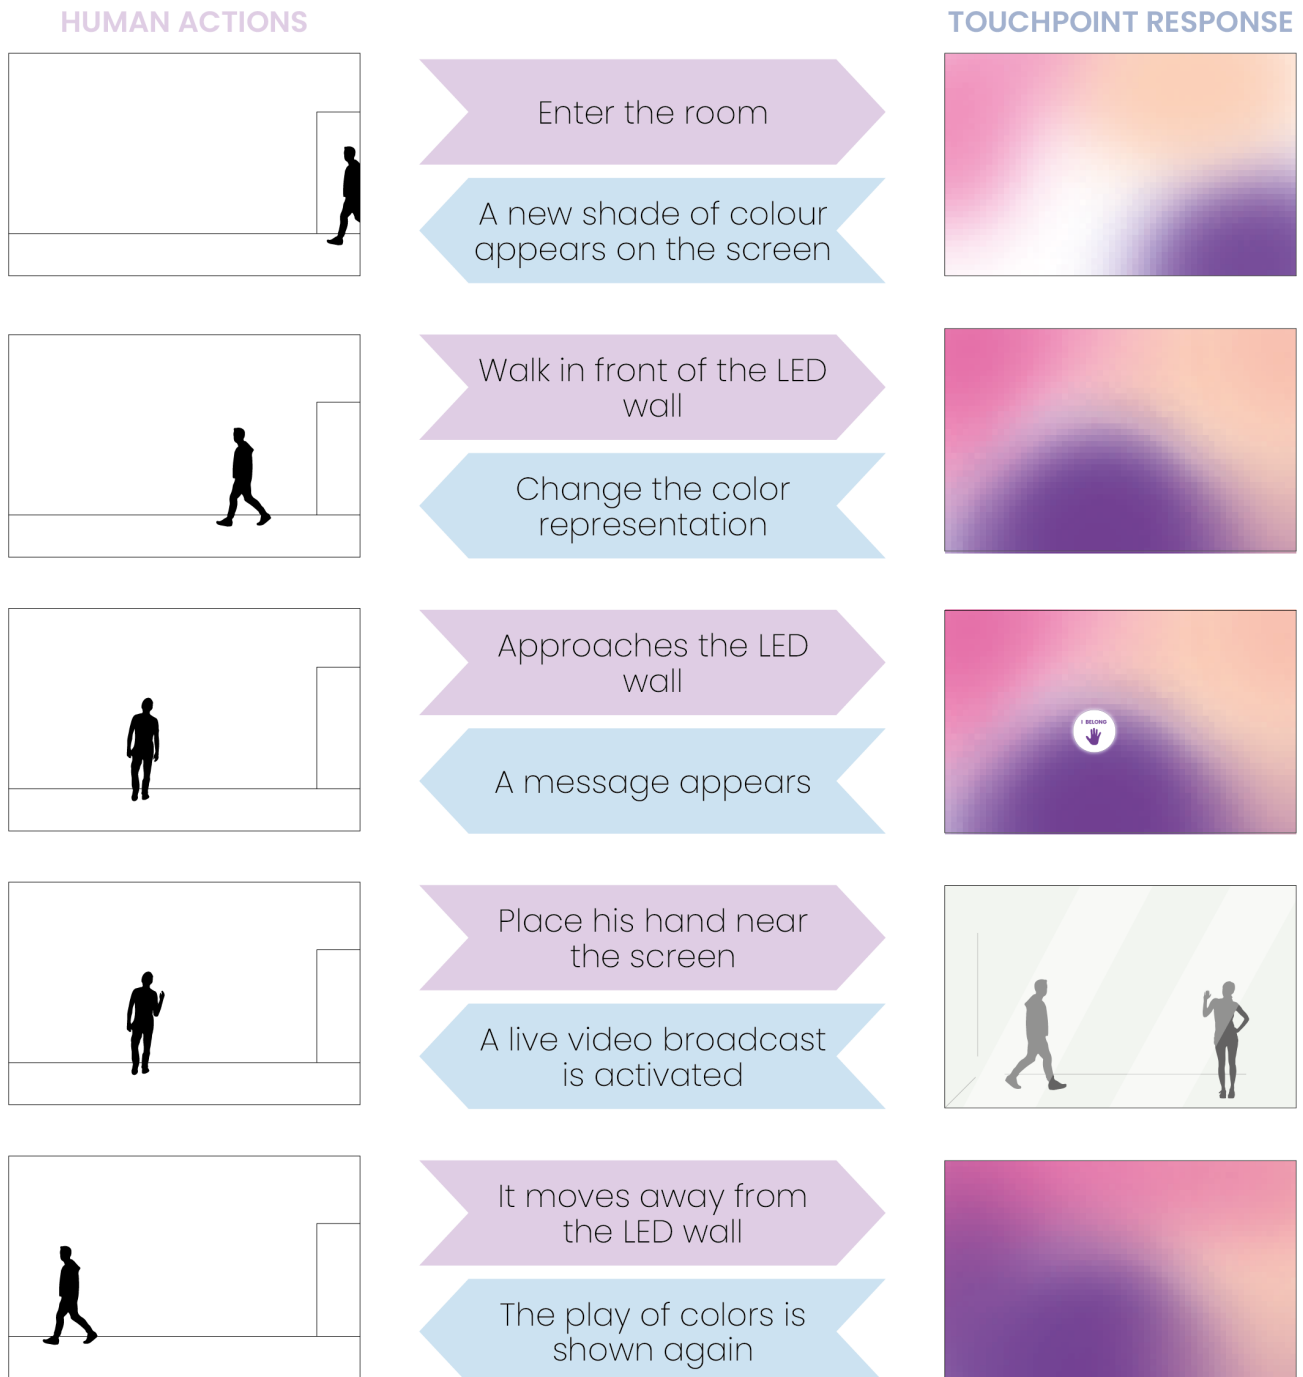 HUMAN ACTIONS
TOUCHPOINT RESPONSE
Enter the room
A new shade of colour
appears on the screen
Walk in front of the LED
wall
Change the color
representation
Approaches the LED
wall
A message appears
I BELONG
Place his hand near
the screen
A live video broadcast
is activated
It moves away from
the LED wall
The play of colors is
shown again